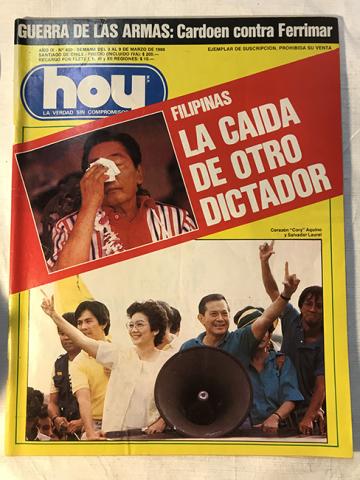 GUERRA DE LAS ARMAS: Cardoen contra Ferrimar
EJEMPLAR DE SUSCRIPCION, PROHIBIDA SU VENTA
hoy
LA VERDAD SIN COMPROMISOS
FILIPINAS
LA CAIDA
DE OTRO
DICTADOR
Corazón "Cory" Aquino
y Salvador Laurel